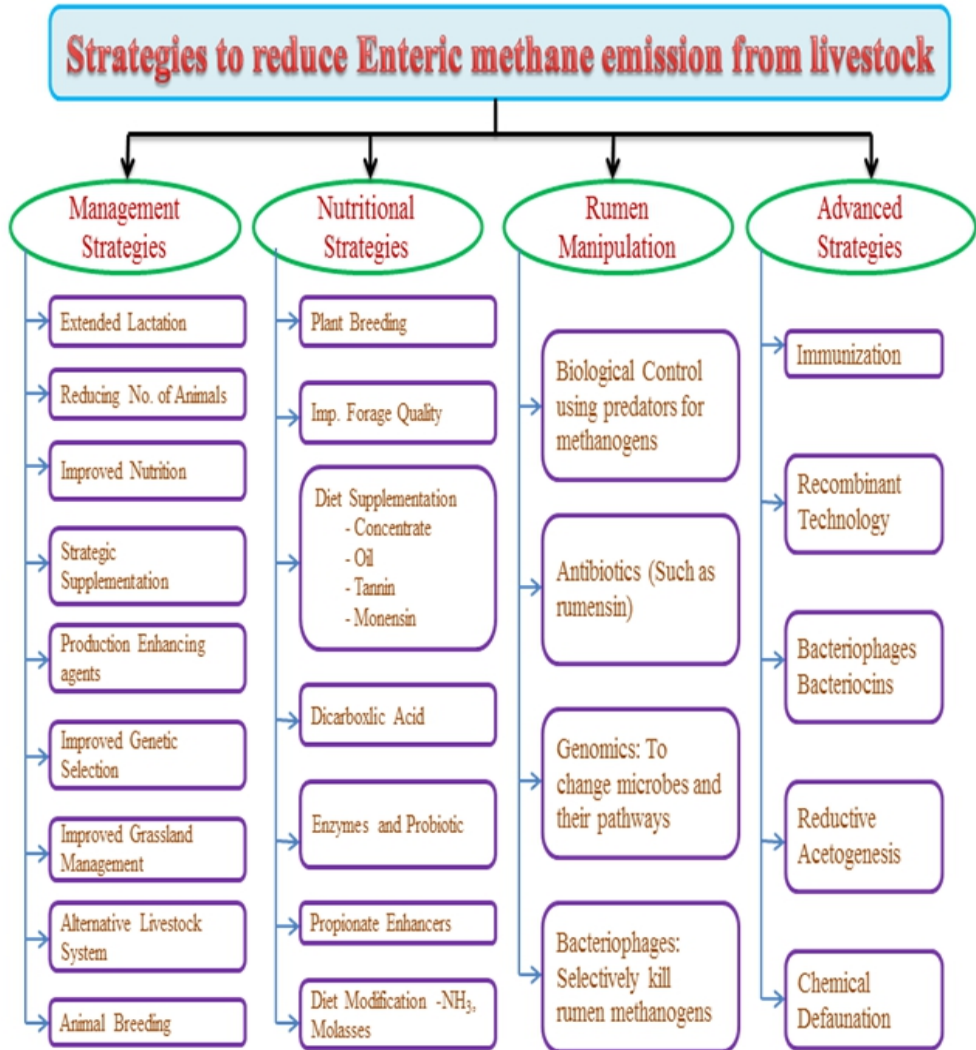 Strategies to reduce Enteric methane emission from livestock
Management
Strategies
Extended Lactation
Reducing No. of Animals
Improved Nutrition
Strategic
Supplementation
Production Enhancing
agents
Improved Genetic
Selection
Improved Grassland
Management
Alternative Livestock
System
Animal Breeding
Nutritional
Strategies
Plant Breeding
Imp. Forage Quality
Diet Supplementation
- Concentrate
- Oil
- Tannin
- Monensin
Dicarboxlic Acid
Enzymes and Probiotic
Propionate Enhancers
Diet Modification -NH₃,
Molasses
Rumen
Manipulation
Biological Control
using predators for
methanogens
Antibiotics (Such as
rumensin)
Genomics: To
change microbes and
their pathways
Bacteriophages:
Selectively kill
rumen methanogens
Advanced
Strategies
Immunization
Recombinant
Technology
Bacteriophages
Bacteriocins
Reductive
Acetogenesis
Chemical
Defaunation